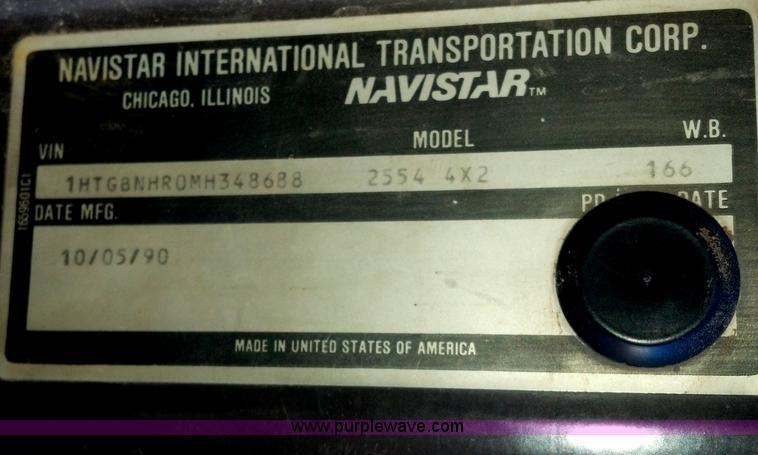 NAVISTAR INTERNATIONAL TRANSPORTATION CORP.
CHICAGO, ILLINOIS NAVISTAR™
VIN MODEL W.B.
1HTGBNHR0MH348688 2554 4X2 166
1659601C1
DATE MFG.
10/05/90
MADE IN UNITED STATES OF AMERICA
www.purplewave.com